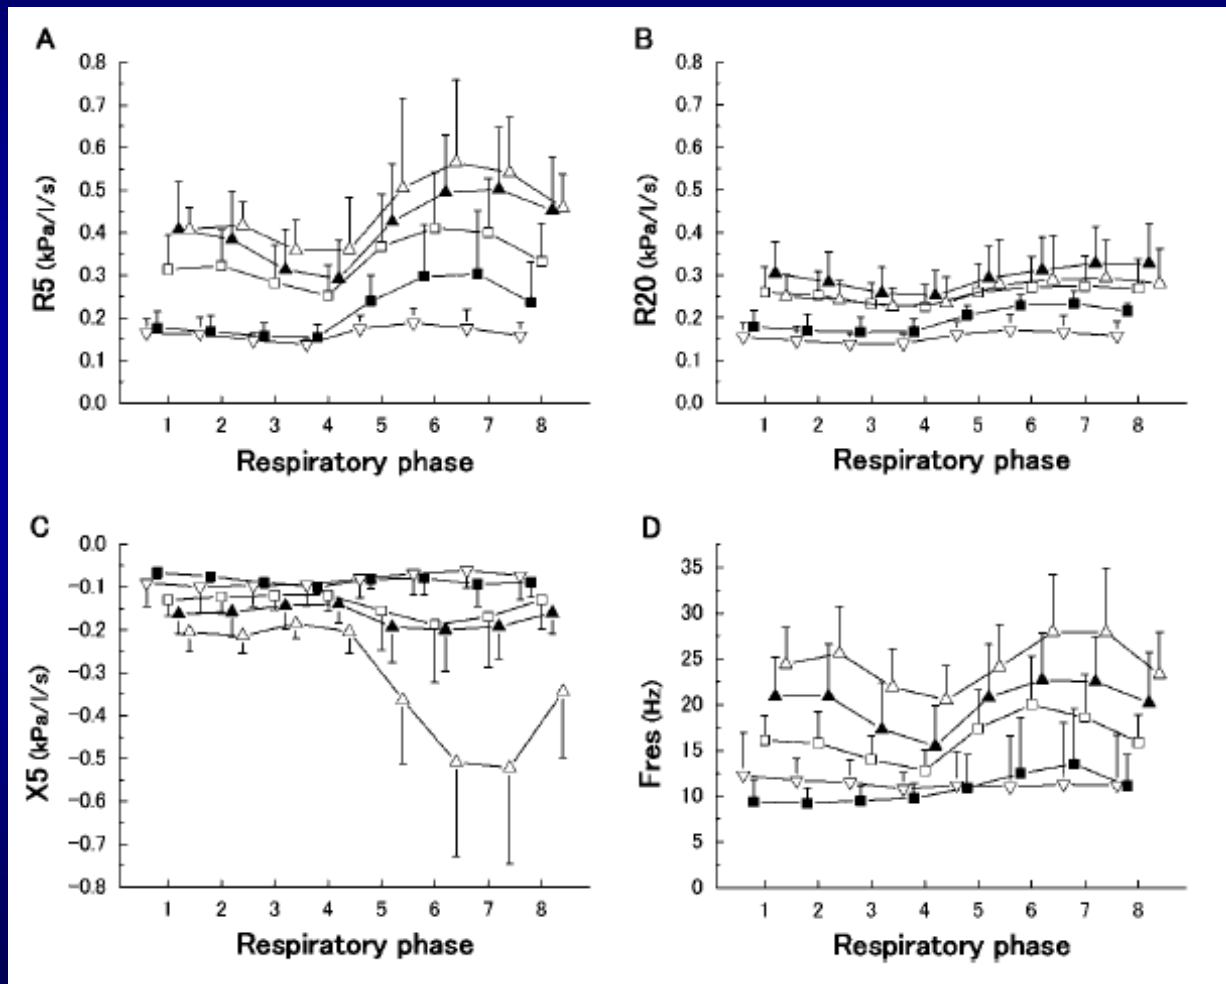 A
0.8
0.7
0.6
0.5
0.4
0.3
0.2
0.1
0.0
R5 (kPa/l/s)
1 2 3 4 5 6 7 8
Respiratory phase
B
0.8
0.7
0.6
0.5
0.4
0.3
0.2
0.1
0.0
R20 (kPa/l/s)
1 2 3 4 5 6 7 8
Respiratory phase
C
0.0
−0.1
−0.2
−0.3
−0.4
−0.5
−0.6
−0.7
−0.8
X5 (kPa/l/s)
1 2 3 4 5 6 7 8
Respiratory phase
D
35
30
25
20
15
10
5
0
Fres (Hz)
1 2 3 4 5 6 7 8
Respiratory phase